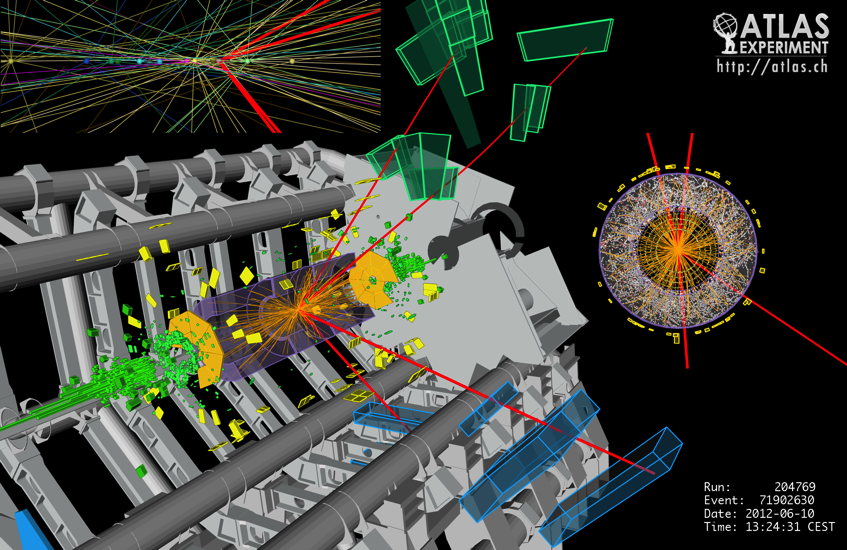 ATLAS
EXPERIMENT
http://atlas.ch
Run: 204769
Event: 71902630
Date: 2012-06-10
Time: 13:24:31 CEST